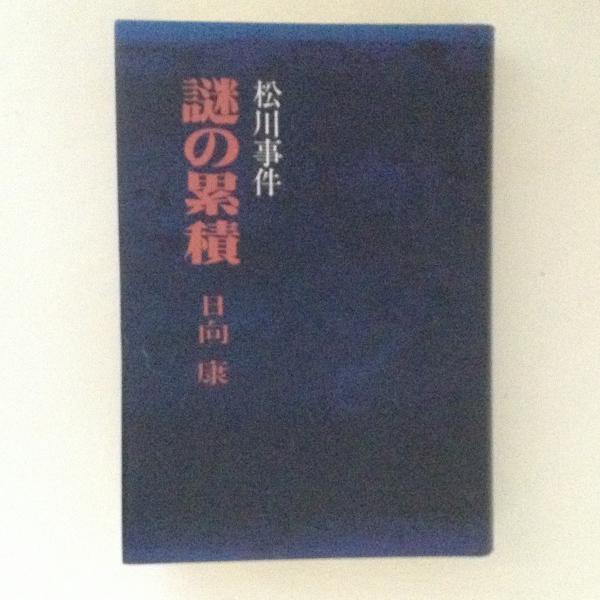 松川事件
謎の累積
日向 康